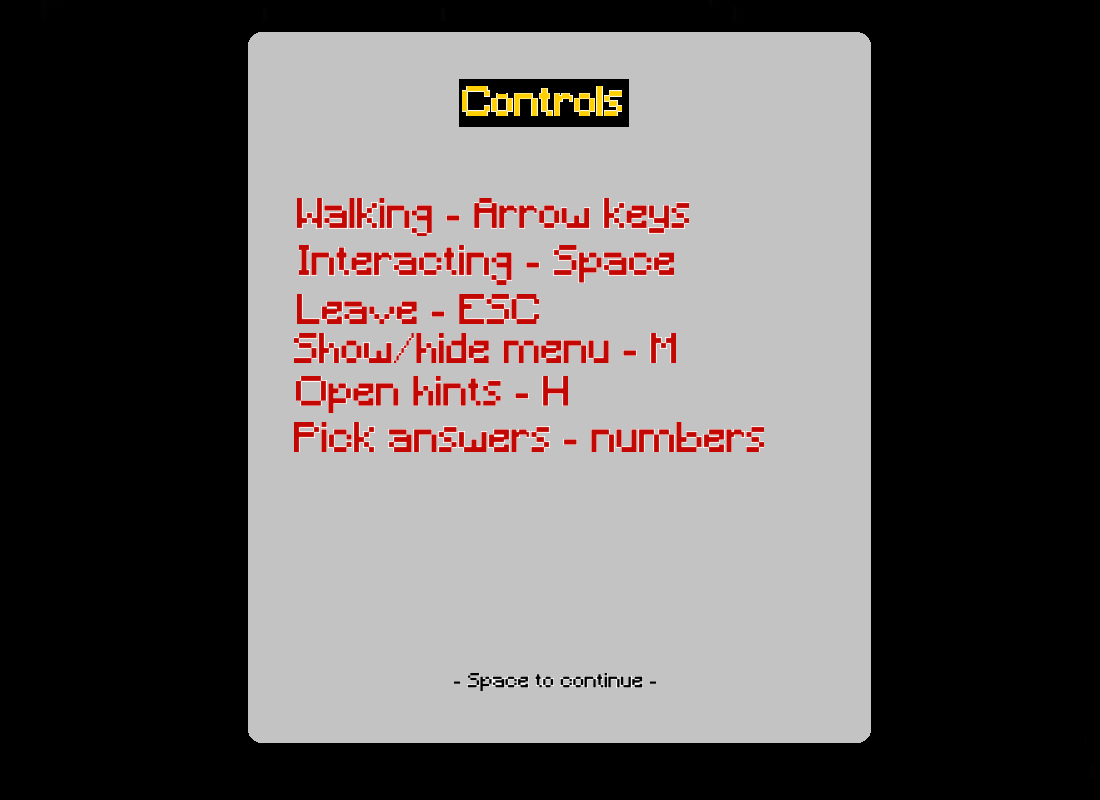 Controls
Walking - Arrow keys
Interacting - Space
Leave - ESC
Show/hide menu - M
Open hints - H
Pick answers - numbers
- Space to continue -